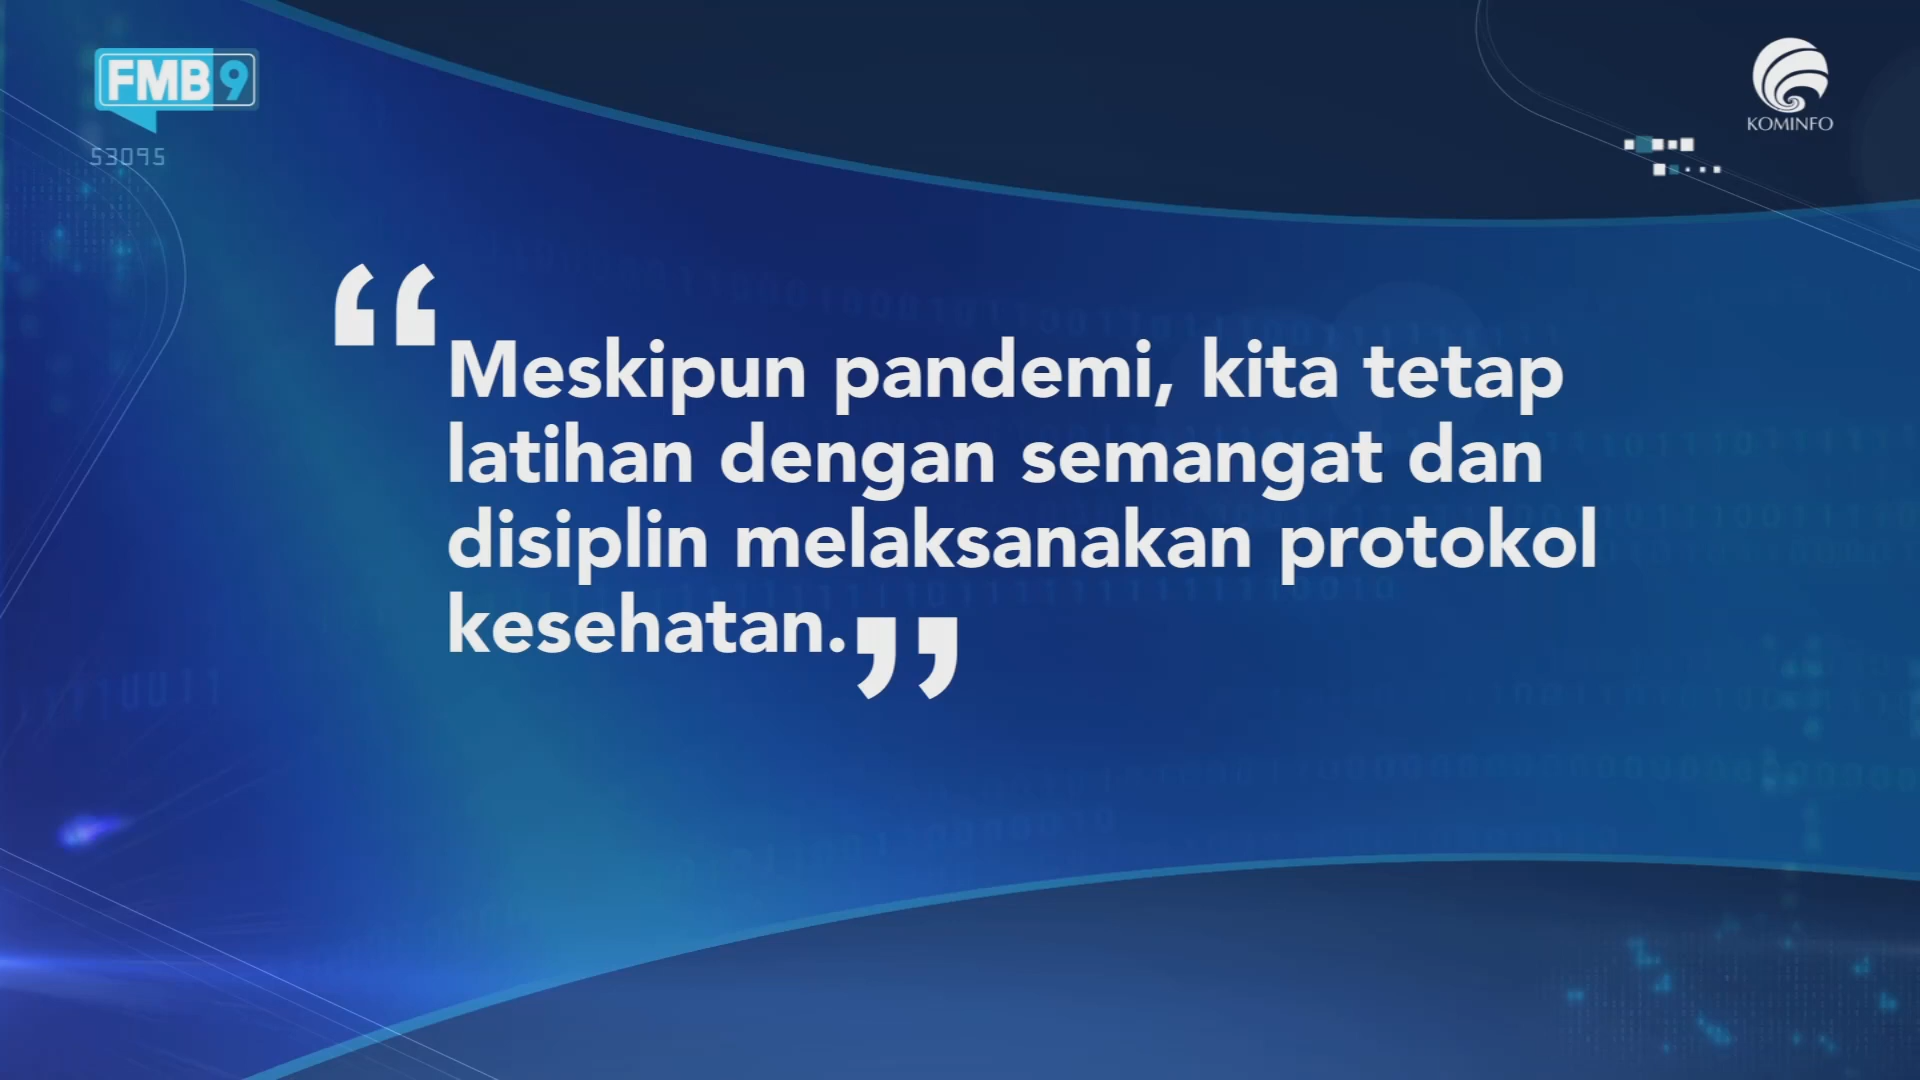 FMB9
KOMINFO
53095
“Meskipun pandemi, kita tetap
latihan dengan semangat dan
disiplin melaksanakan protokol
kesehatan.”